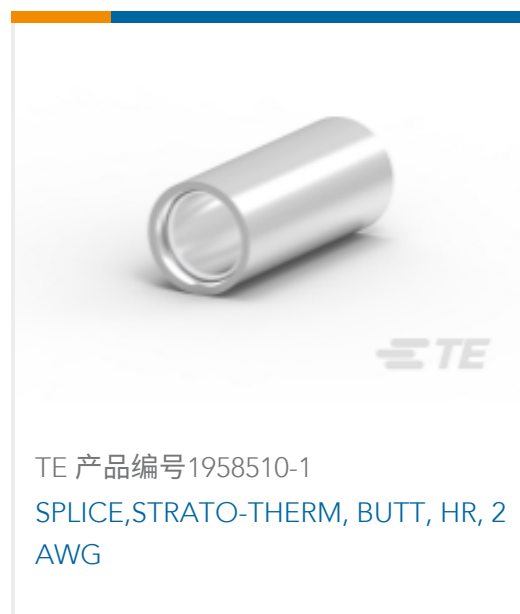 TE
TE 产品编号1958510-1
SPLICE,STRATO-THERM, BUTT, HR, 2
AWG